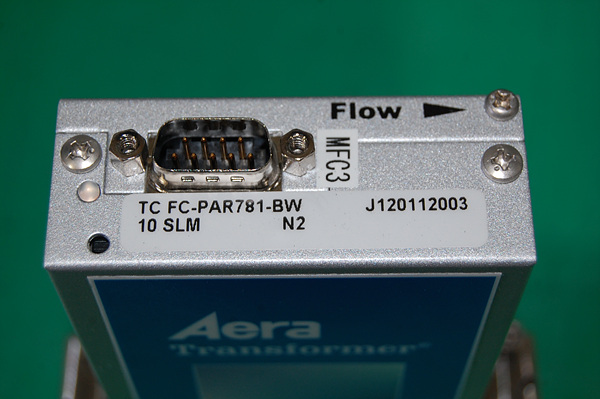 Flow
MFC3
TC FC-PAR781-BW J120112003
10 SLM N2
Aera
Transformer®